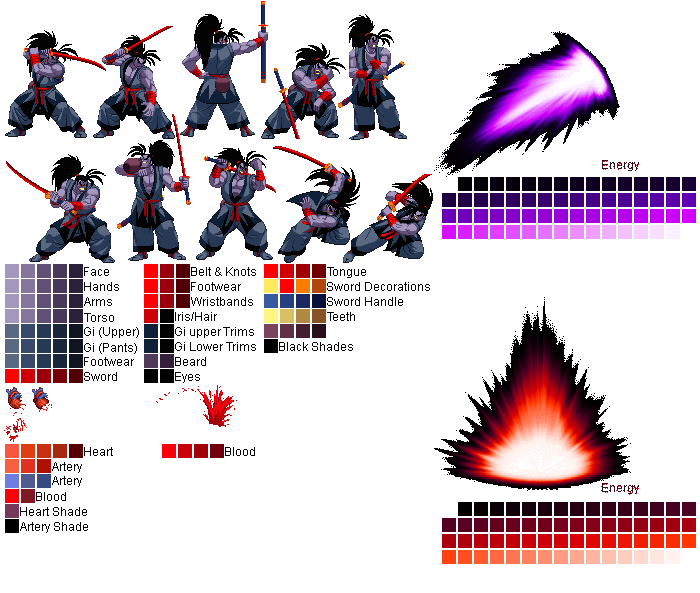 Energy
Face
Hands
Arms
Torso
Gi (Upper)
Gi (Pants)
Footwear
Sword
Belt & Knots
Footwear
Wristbands
Iris/Hair
Gi upper Trims
Gi Lower Trims
Beard
Eyes
Tongue
Sword Decorations
Sword Handle
Teeth
Black Shades
Heart
Artery
Artery
Blood
Heart Shade
Artery Shade
Blood
Energy